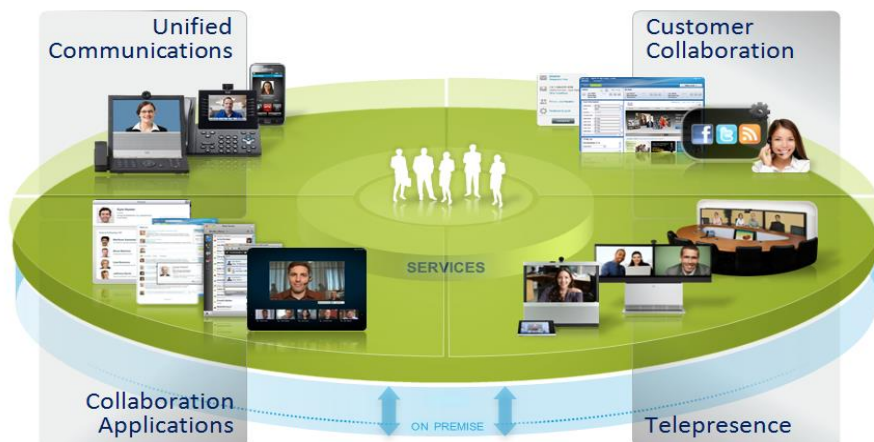 Unified
Communications
Customer
Collaboration
SERVICES
Collaboration
Applications
ON PREMISE
Telepresence